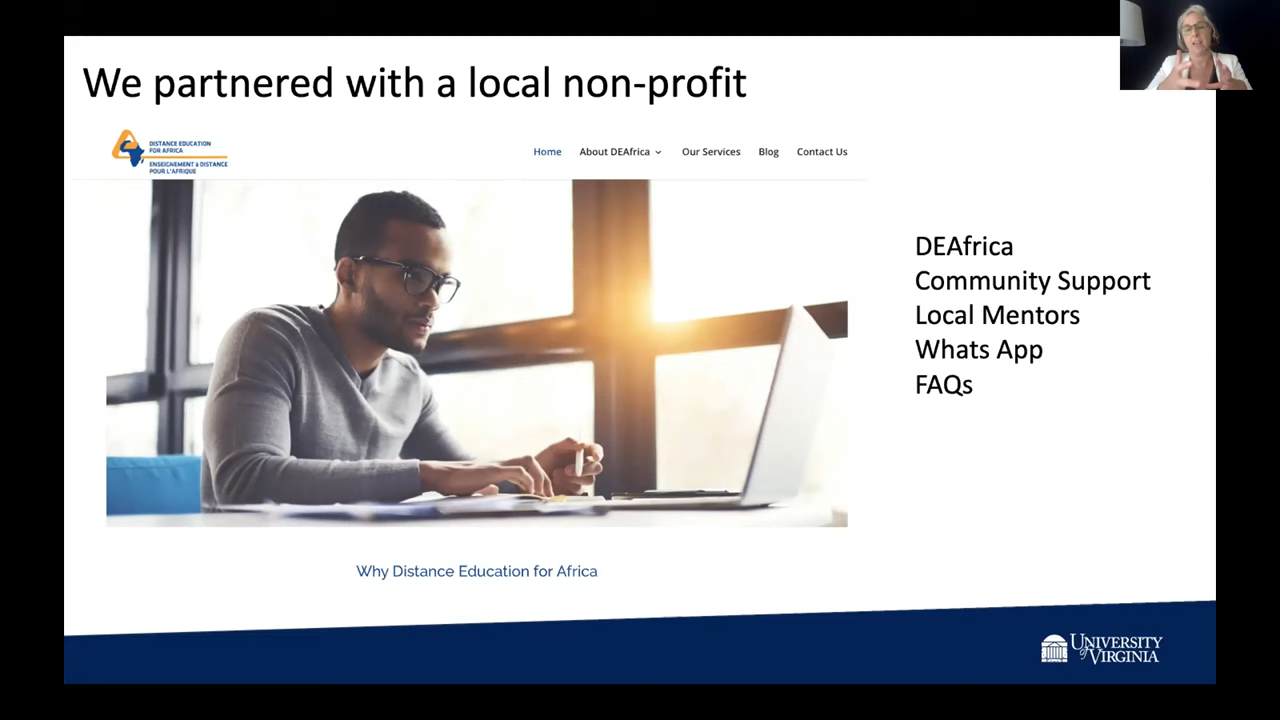 We partnered with a local non-profit
DISTANCE EDUCATION
FOR AFRICA
ENSEIGNEMENT À DISTANCE
POUR L'AFRIQUE
Home About DEAfrica Our Services Blog Contact Us
DEAfrica
Community Support
Local Mentors
Whats App
FAQs
Why Distance Education for Africa
UNIVERSITY
of VIRGINIA